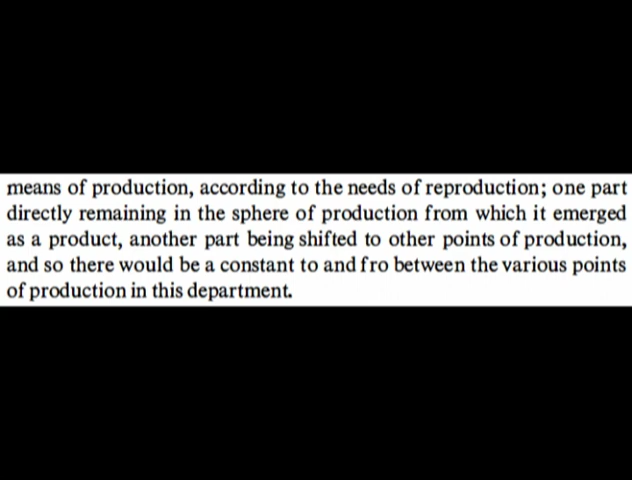 means of production, according to the needs of reproduction; one part
directly remaining in the sphere of production from which it emerged
as a product, another part being shifted to other points of production,
and so there would be a constant to and fro between the various points
of production in this department.